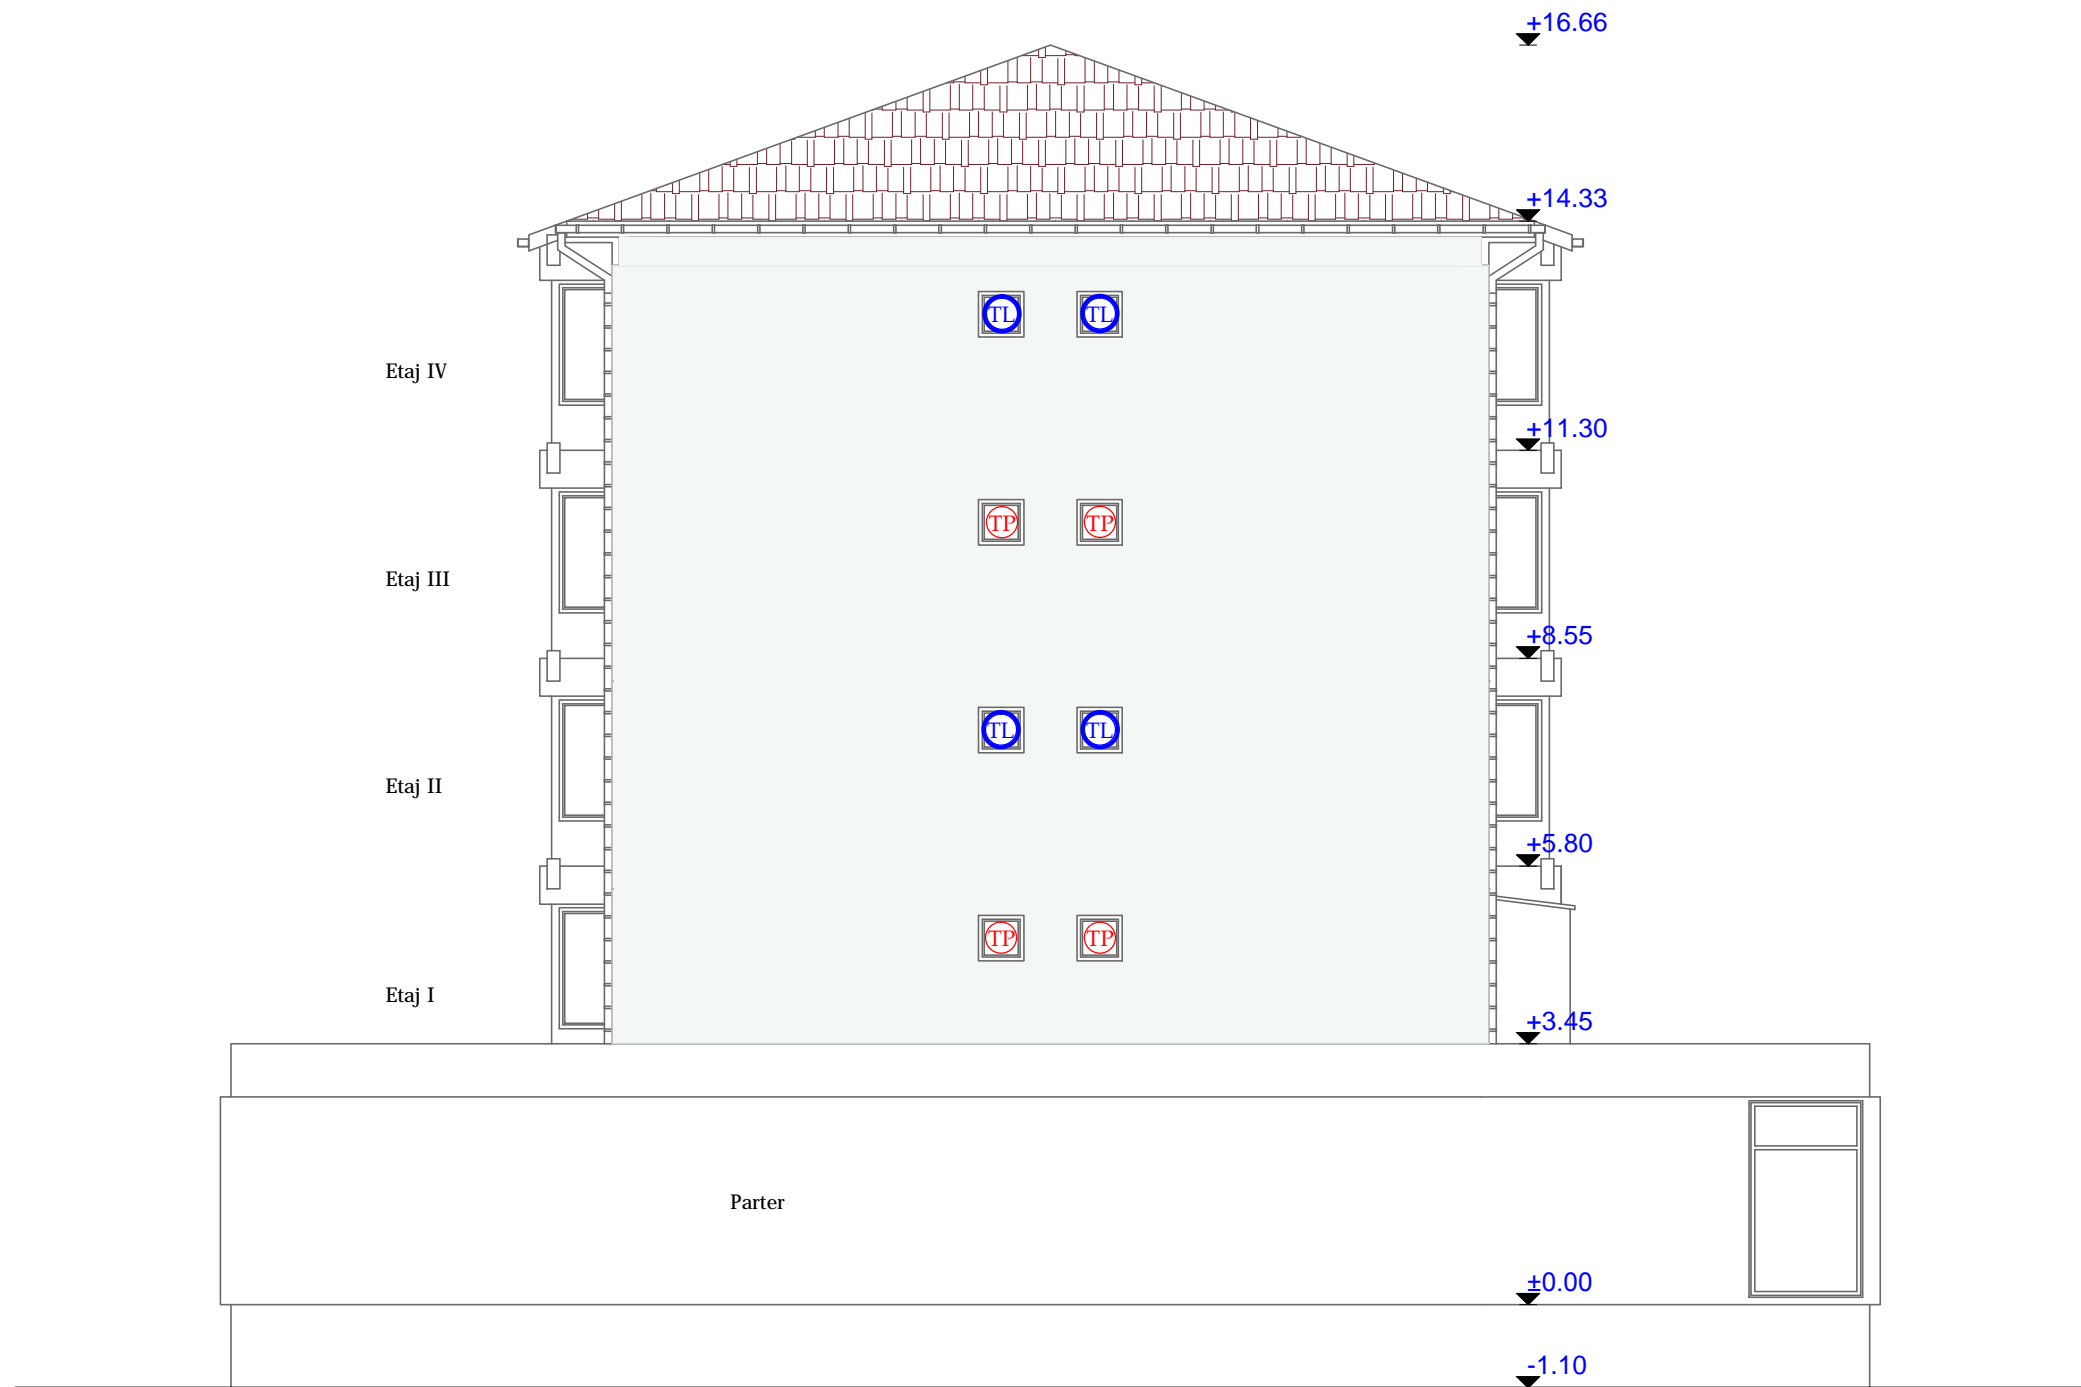 +16.66
+14.33
TL TL
Etaj IV
+11.30
TP TP
Etaj III
+8.55
TL TL
Etaj II
+5.80
TP TP
Etaj I
+3.45
Parter
±0.00
-1.10